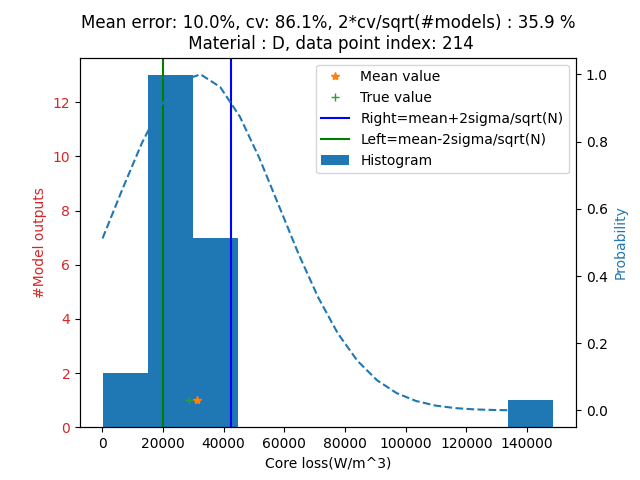 Mean error: 10.0%, cv: 86.1%, 2*cv/sqrt(#models) : 35.9 %
Material : D, data point index: 214
Mean value
True value
Right=mean+2sigma/sqrt(N)
Left=mean-2sigma/sqrt(N)
Histogram
#Model outputs
12
10
8
6
4
2
0
1.0
0.8
0.6
0.4
0.2
0.0
Probability
0 20000 40000 60000 80000 100000 120000 140000
Core loss(W/m^3)